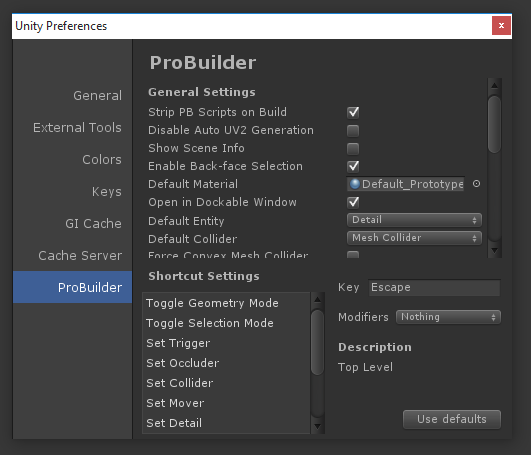 Unity Preferences
x
General
External Tools
Colors
Keys
GI Cache
Cache Server
ProBuilder
ProBuilder
General Settings
Strip PB Scripts on Build
Disable Auto UV2 Generation
Show Scene Info
Enable Back-face Selection
Default Material Default_Prototype
Open in Dockable Window
Default Entity Detail
Default Collider Mesh Collider
Force Convex Mesh Collider
Shortcut Settings
Toggle Geometry Mode
Toggle Selection Mode
Set Trigger
Set Occluder
Set Collider
Set Mover
Set Detail
Key Escape
Modifiers Nothing
Description
Top Level
Use defaults